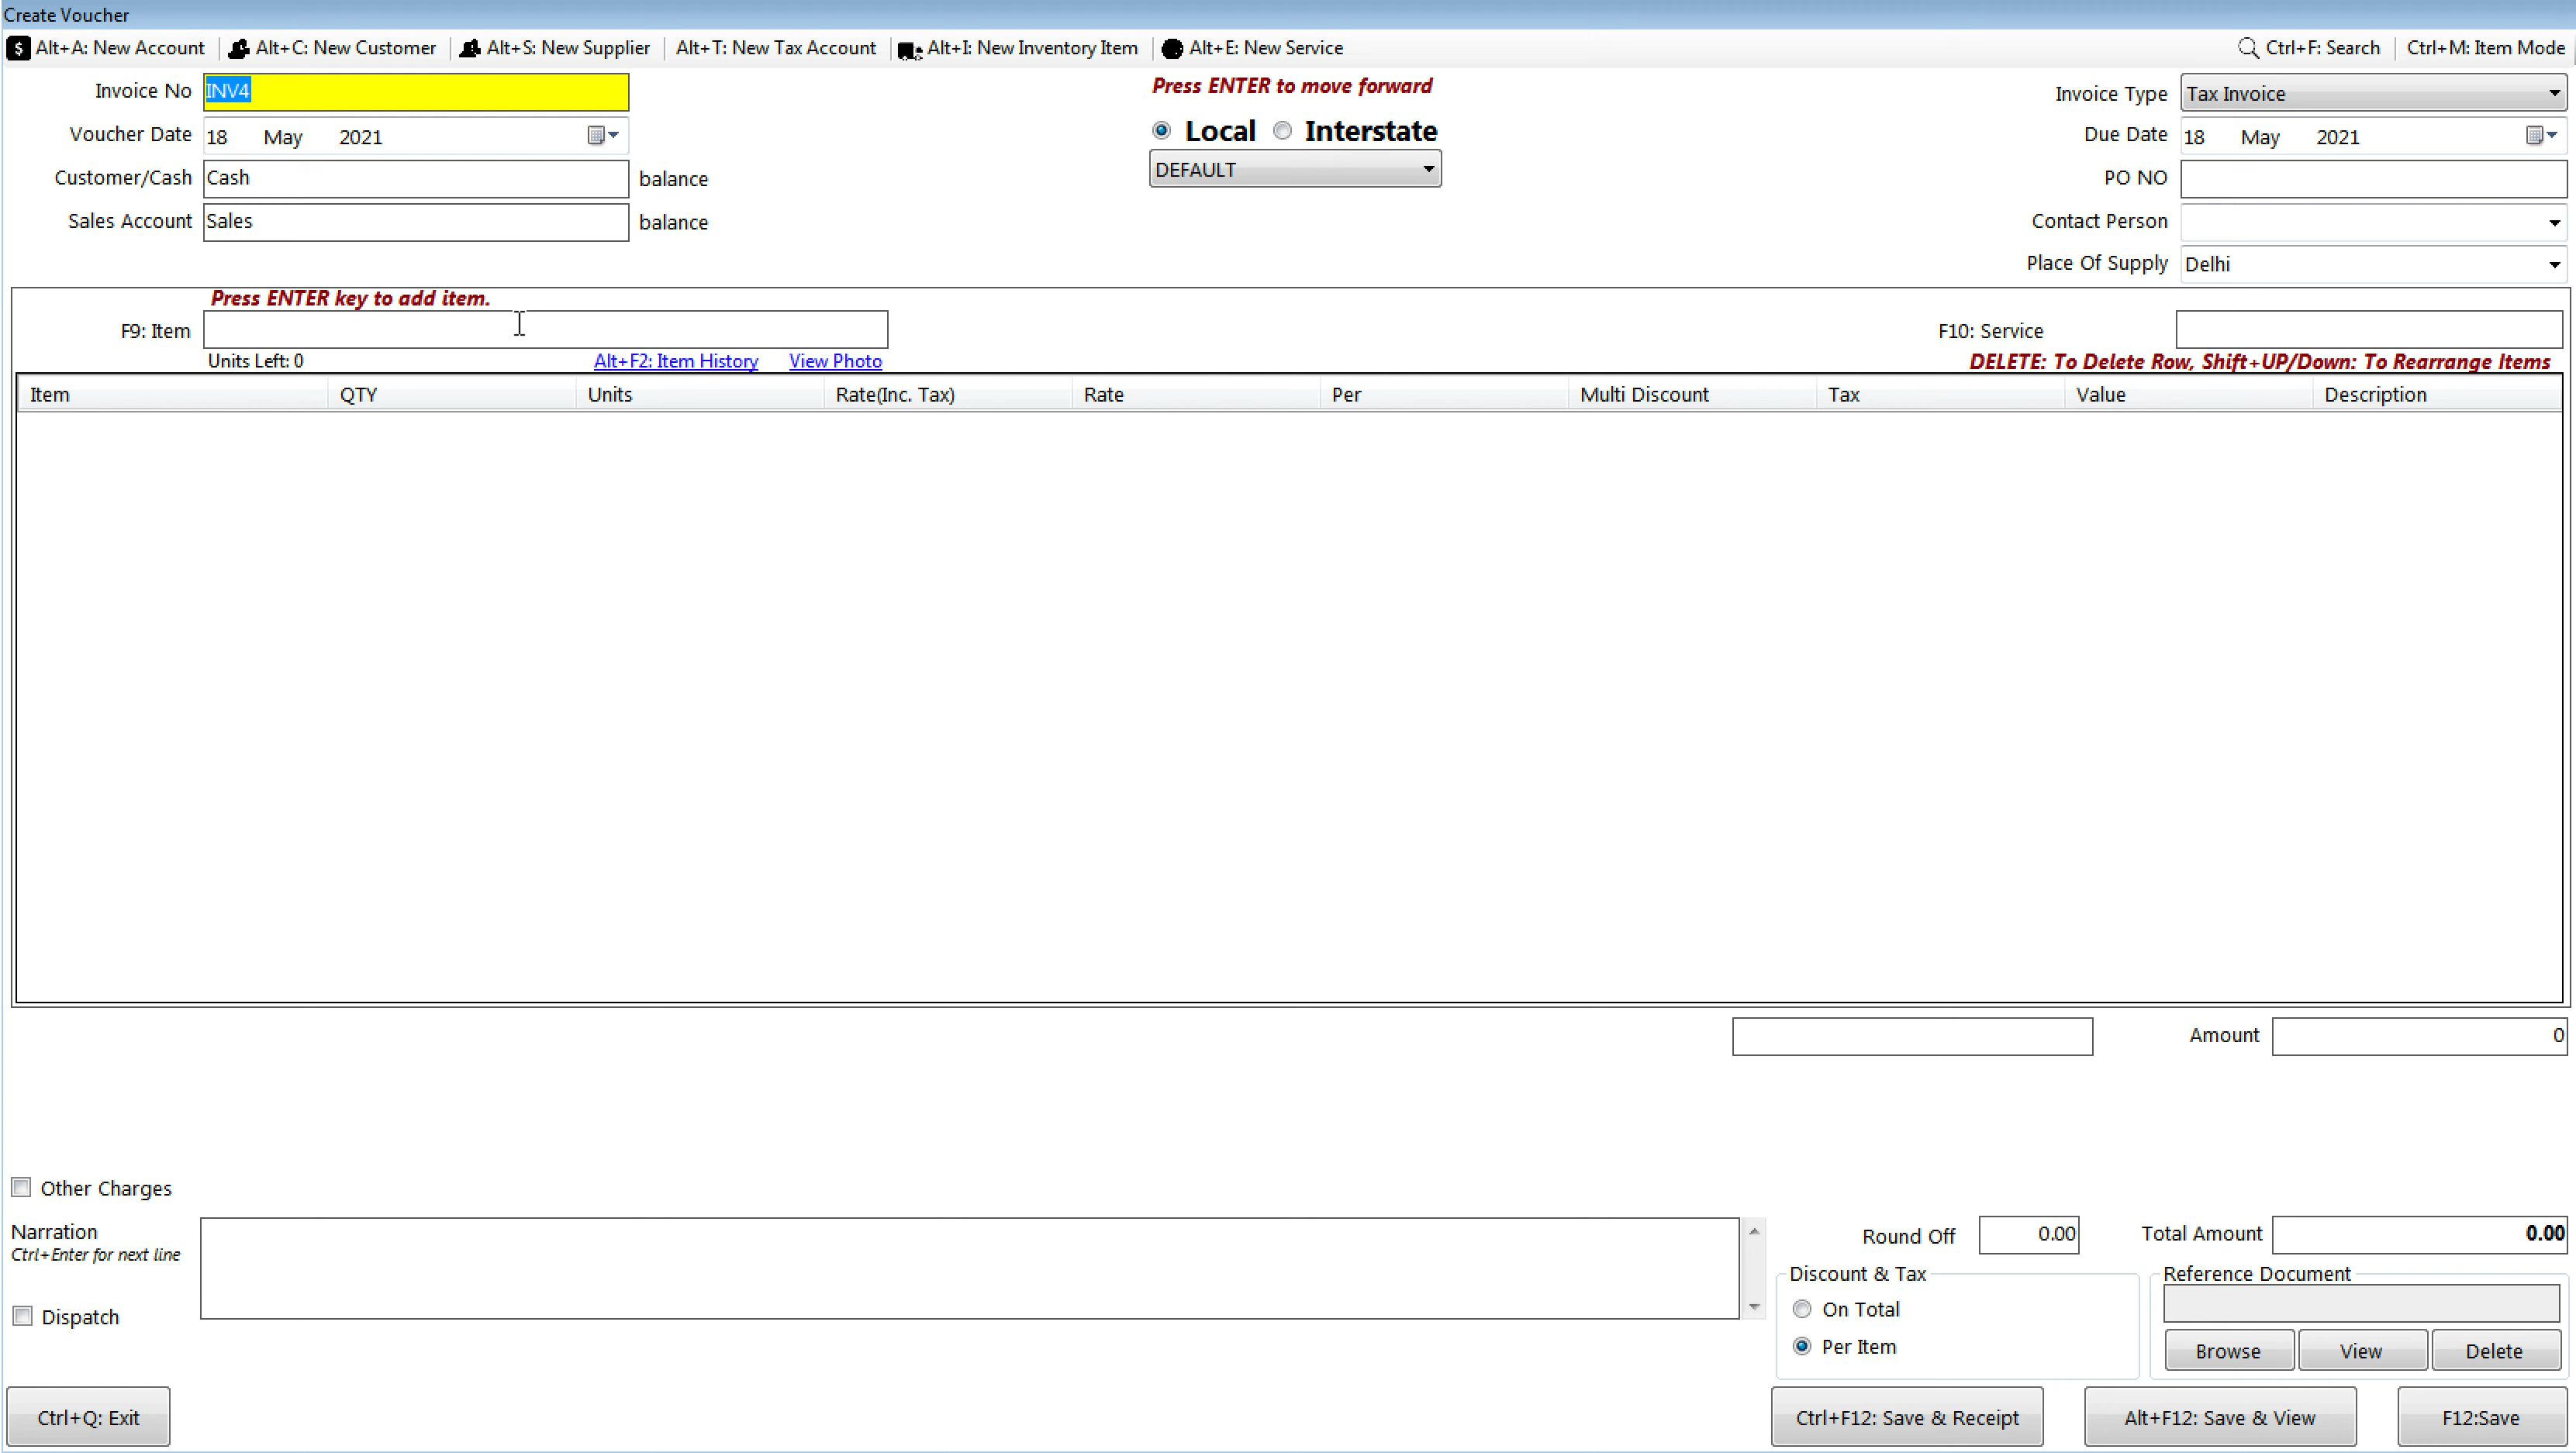 Create Voucher
Alt+A: New Account Alt+C: New Customer Alt+S: New Supplier Alt+T: New Tax Account Alt+I: New Inventory Item Alt+E: New Service Ctrl+F: Search Ctrl+M: Item Mode
Invoice No INV4 Press ENTER to move forward Invoice Type Tax Invoice
Voucher Date 18 May 2021 Local Interstate Due Date 18 May 2021
Customer/Cash Cash balance DEFAULT PO NO
Sales Account Sales balance Contact Person
Place Of Supply Delhi
Press ENTER key to add item.
F9: Item F10: Service
Units Left: 0 Alt+F2: Item History View Photo DELETE: To Delete Row, Shift+UP/Down: To Rearrange Items
Item QTY Units Rate(Inc. Tax) Rate Per Multi Discount Tax Value Description
Amount 0
Other Charges
Narration Round Off 0.00 Total Amount 0.00
Ctrl+Enter for next line
Discount & Tax Reference Document
On Total
Dispatch
Per Item Browse View Delete
Ctrl+Q: Exit Ctrl+F12: Save & Receipt Alt+F12: Save & View F12:Save